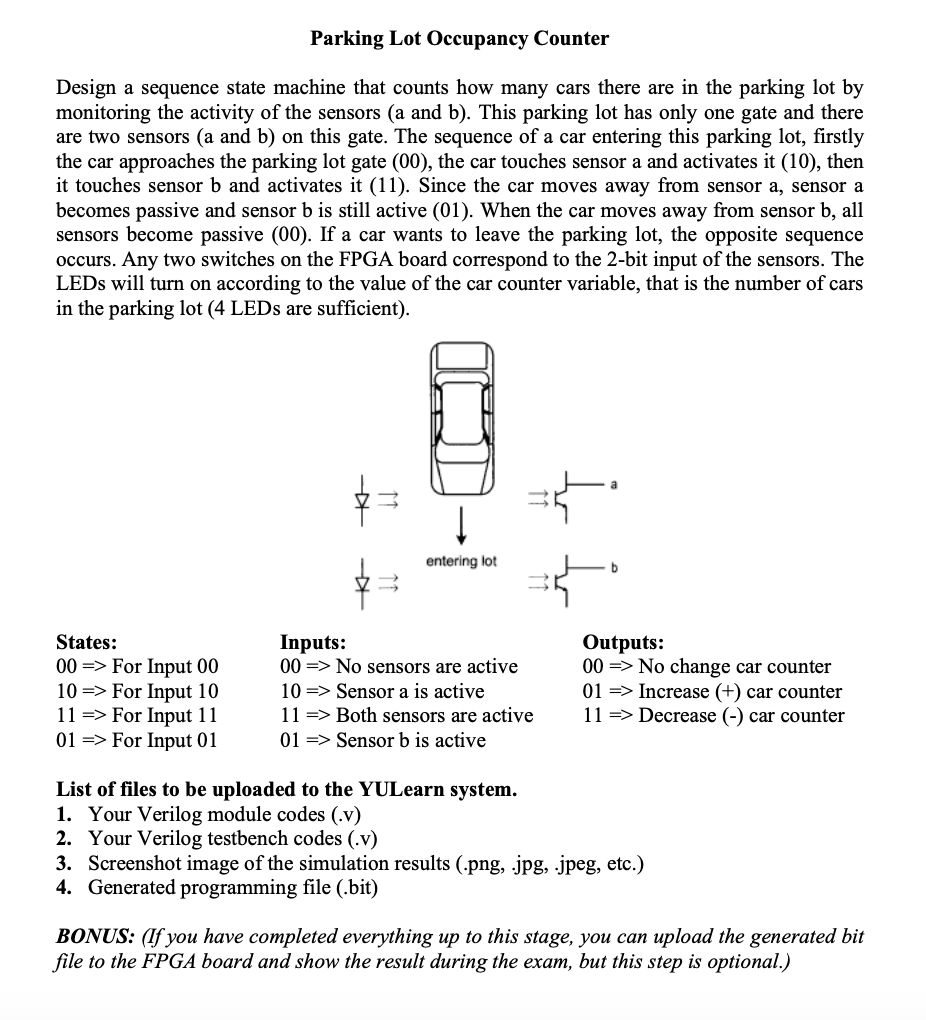 Parking Lot Occupancy Counter
Design a sequence state machine that counts how many cars there are in the parking lot by
monitoring the activity of the sensors (a and b). This parking lot has only one gate and there
are two sensors (a and b) on this gate. The sequence of a car entering this parking lot, firstly
the car approaches the parking lot gate (00), the car touches sensor a and activates it (10), then
it touches sensor b and activates it (11). Since the car moves away from sensor a, sensor a
becomes passive and sensor b is still active (01). When the car moves away from sensor b, all
sensors become passive (00). If a car wants to leave the parking lot, the opposite sequence
occurs. Any two switches on the FPGA board correspond to the 2-bit input of the sensors. The
LEDs will turn on according to the value of the car counter variable, that is the number of cars
in the parking lot (4 LEDs are sufficient).
a
entering lot
b
States:
00 => For Input 00
10 => For Input 10
11 => For Input 11
01 => For Input 01
Inputs:
00 => No sensors are active
10 => Sensor a is active
11 => Both sensors are active
01 => Sensor b is active
Outputs:
00 => No change car counter
01 => Increase (+) car counter
11 => Decrease (-) car counter
List of files to be uploaded to the YULearn system.
1. Your Verilog module codes (.v)
2. Your Verilog testbench codes (.v)
3. Screenshot image of the simulation results (.png, .jpg, .jpeg, etc.)
4. Generated programming file (.bit)
BONUS: (If you have completed everything up to this stage, you can upload the generated bit
file to the FPGA board and show the result during the exam, but this step is optional.)